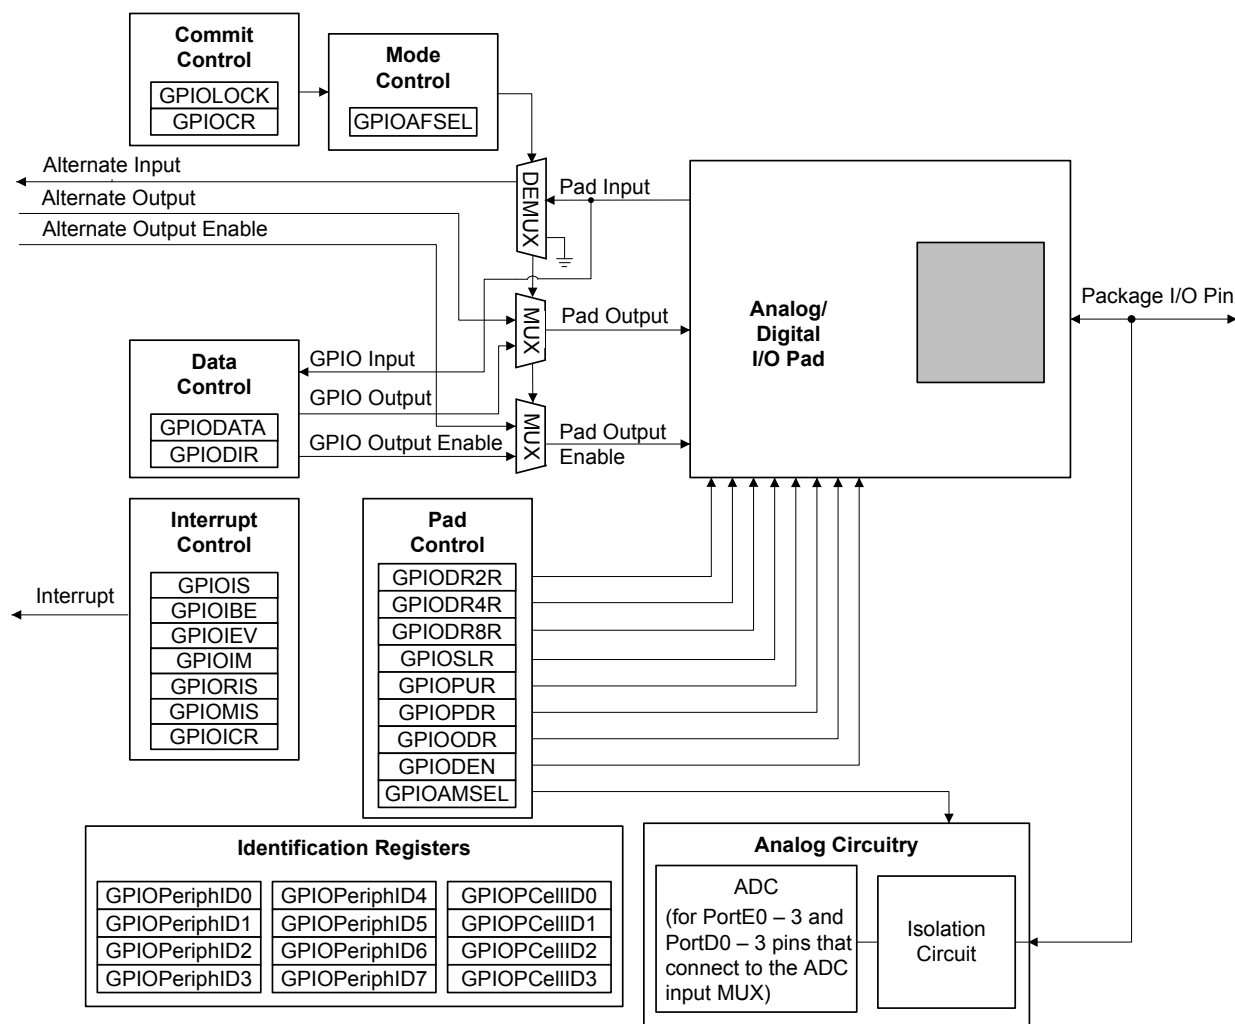 Commit
Control
GPIOLOCK
GPIOCR
Mode
Control
GPIOAFSEL
Alternate Input
Alternate Output
Alternate Output Enable
DEMUX
Pad Input
MUX
Pad Output
MUX
Pad Output
Enable
Analog/
Digital
I/O Pad
Package I/O Pin
Data
Control
GPIODATA
GPIODIR
GPIO Input
GPIO Output
GPIO Output Enable
Interrupt
Control
GPIOIS
GPIOIBE
GPIOIEV
GPIOIM
GPIORIS
GPIOMIS
GPIOICR
Interrupt
Pad
Control
GPIODR2R
GPIODR4R
GPIODR8R
GPIOSLR
GPIOPUR
GPIOPDR
GPIOODR
GPIODEN
GPIOAMSEL
Identification Registers
GPIOPeriphID0
GPIOPeriphID1
GPIOPeriphID2
GPIOPeriphID3
GPIOPeriphID4
GPIOPeriphID5
GPIOPeriphID6
GPIOPeriphID7
GPIOPCellID0
GPIOPCellID1
GPIOPCellID2
GPIOPCellID3
Analog Circuitry
ADC
(for PortE0 – 3 and
PortD0 – 3 pins that
connect to the ADC
input MUX)
Isolation
Circuit